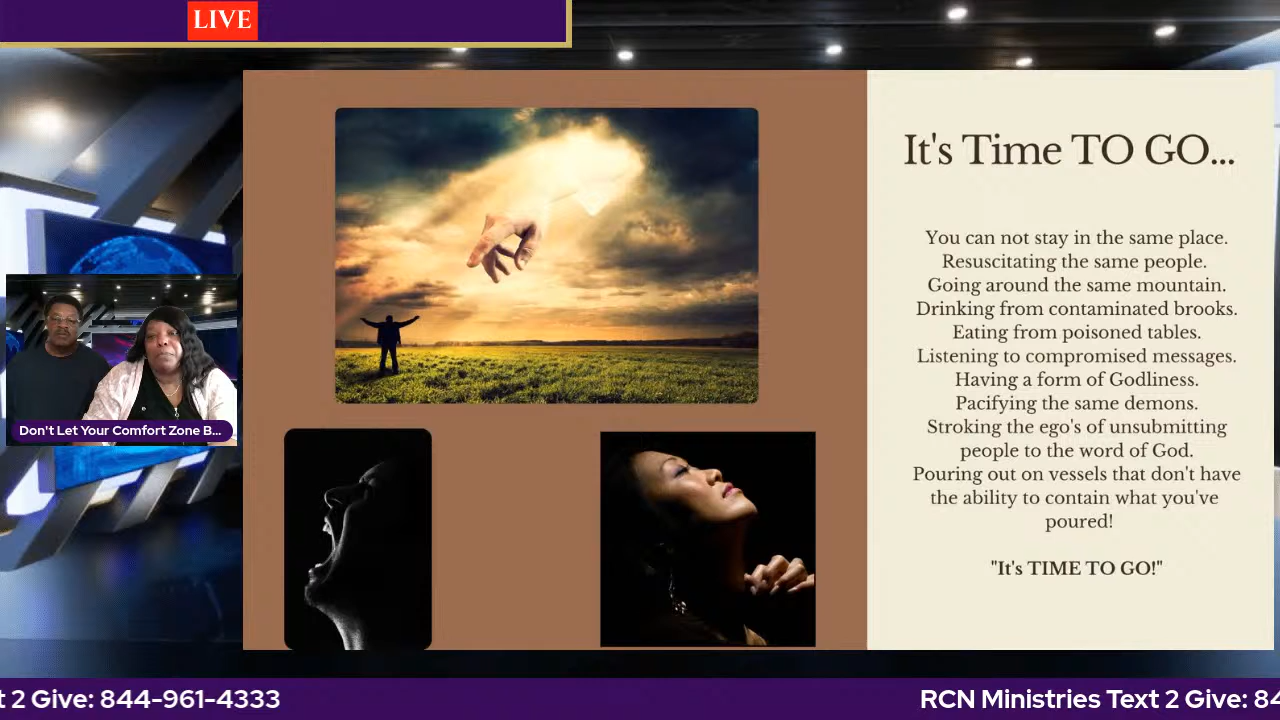 LIVE
It's Time TO GO...
You can not stay in the same place.
Resuscitating the same people.
Going around the same mountain.
Drinking from contaminated brooks.
Eating from poisoned tables.
Listening to compromised messages.
Having a form of Godliness.
Pacifying the same demons.
Stroking the ego's of unsubmitting
people to the word of God.
Pouring out on vessels that don't have
the ability to contain what you've
poured!
"It's TIME TO GO!"
Don't Let Your Comfort Zone B...
t 2 Give: 844-961-4333
RCN Ministries Text 2 Give: 84